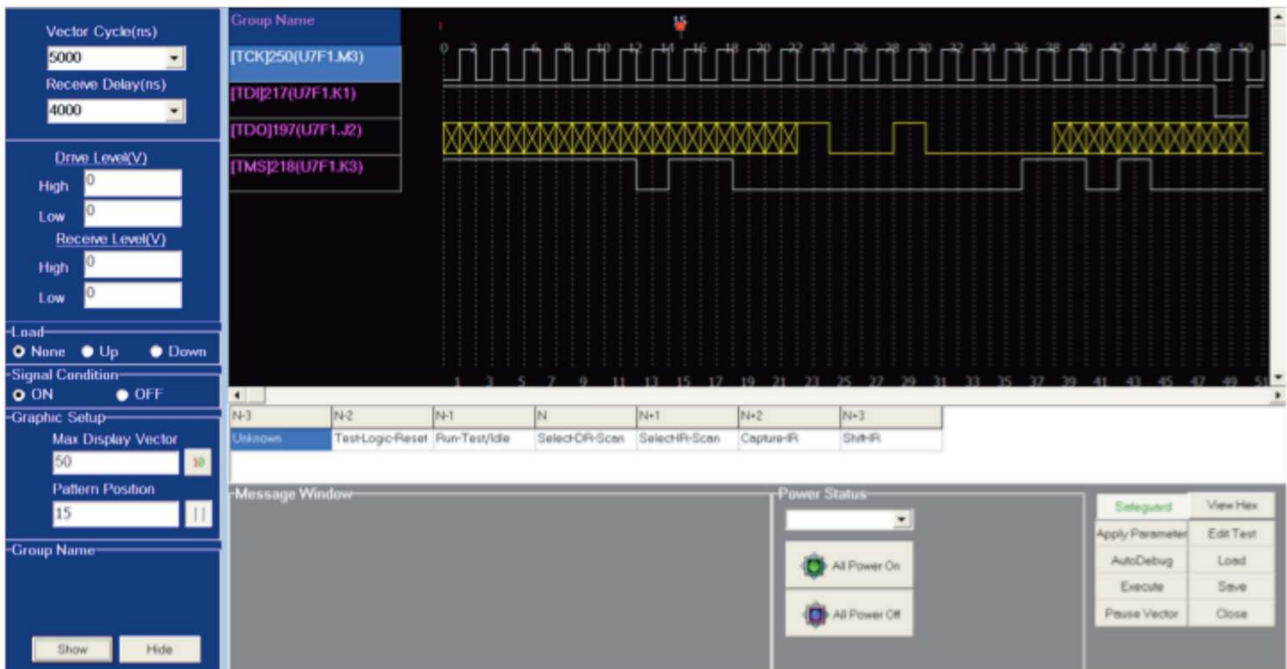 Vector Cycle(ns)
5000
Receive Delay(ns)
4000
Drive Level(V)
High 0
Low 0
Receive Level(V)
High 0
Low 0
Load
None Up Down
Signal Condition
ON OFF
Graphic Setup
Max Display Vector
50 10
Pattern Position
15 ||
Group Name
Show Hide
Group Name
15
0 2 4 6 8 10 12 14 16 18 20 22 24 26 28 30 32 34 36 38 40 42 44 46 48 50
[TCK]250(U7F1.M3)
[TDI]217(U7F1.K1)
[TDO]197(U7F1.J2)
[TMS]218(U7F1.K3)
1 3 5 7 9 11 13 15 17 19 21 23 25 27 29 31 33 35 37 39 41 43 45 47 49 51
N-3 N-2 N-1 N N+1 N+2 N+3
Unknown Test-Logic-Reset Run-Test/Idle Select-DR-Scan Select-IR-Scan Capture-IR Shift-IR
Message Window
Power Status
All Power On
All Power Off
Safeguard View Hex
Apply Parameter Edit Test
AutoDebug Load
Execute Save
Pause Vector Close